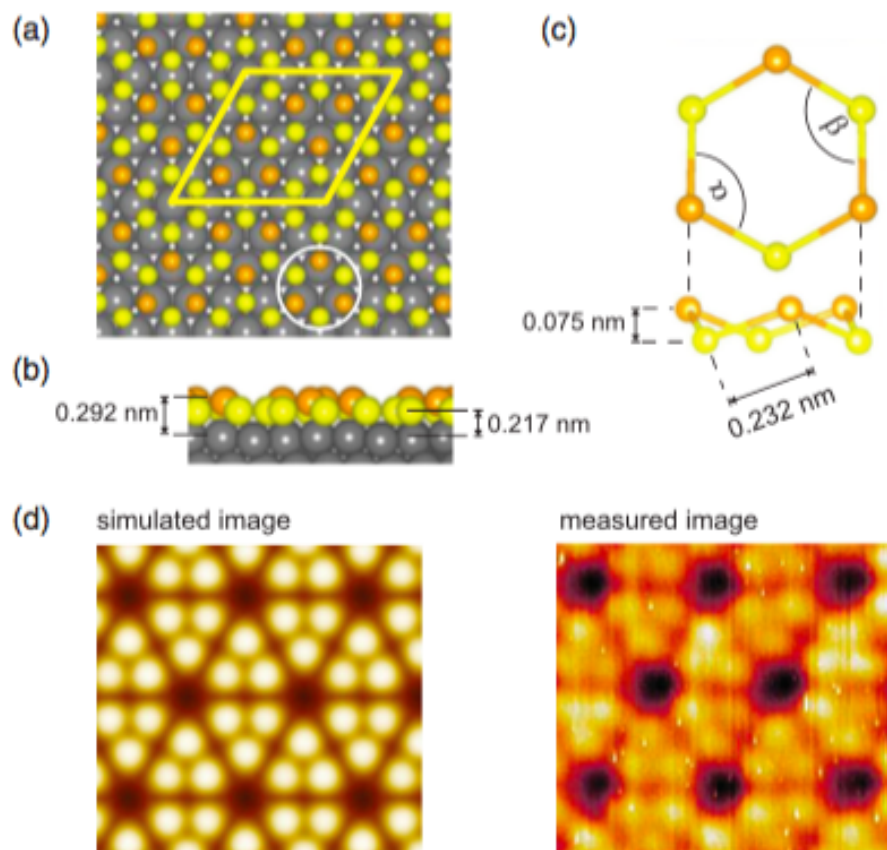 (a)
(c)
β
α
0.075 nm
0.232 nm
(b)
0.292 nm
0.217 nm
(d)
simulated image
measured image